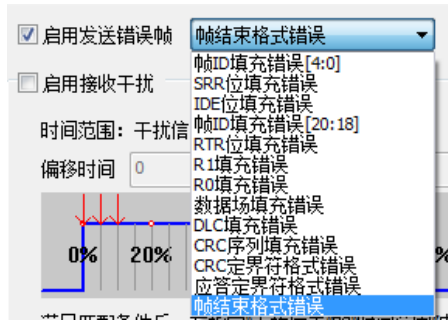 启用发送错误帧 帧结束格式错误
帧ID填充错误[4:0]
启用接收干扰 SRR位填充错误
IDE位填充错误
帧ID填充错误[20:18]
时间范围：干扰信
RTR位填充错误
偏移时间 0 R1填充错误
R0填充错误
数据场填充错误
DLC填充错误
0% 20% CRC序列填充错误
CRC定界符格式错误
应答定界符格式错误
帧结束格式错误